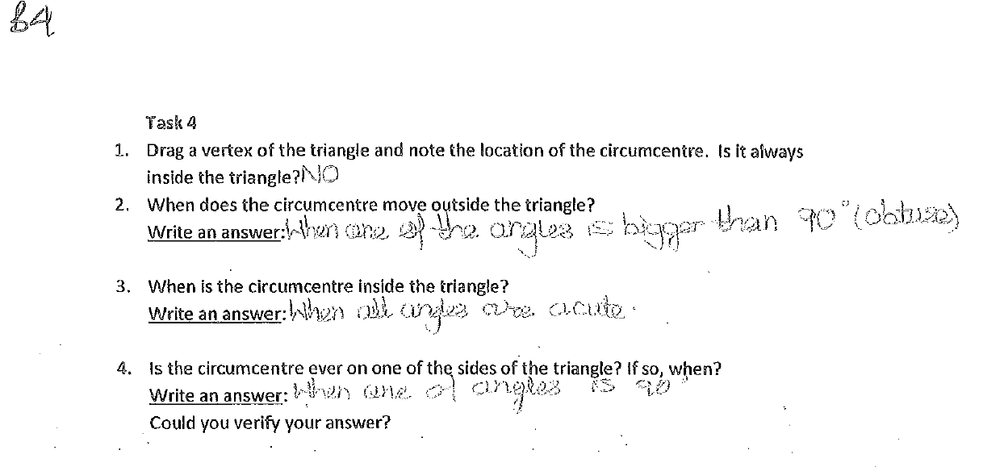 B4
Task 4
1. Drag a vertex of the triangle and note the location of the circumcentre. Is it always
inside the triangle? NO
2. When does the circumcentre move outside the triangle?
Write an answer: When one of the angles is bigger than 90° (obtuse)
3. When is the circumcentre inside the triangle?
Write an answer: When all angles are acute.
4. Is the circumcentre ever on one of the sides of the triangle? If so, when?
Write an answer: When one of angles is 90°
Could you verify your answer?